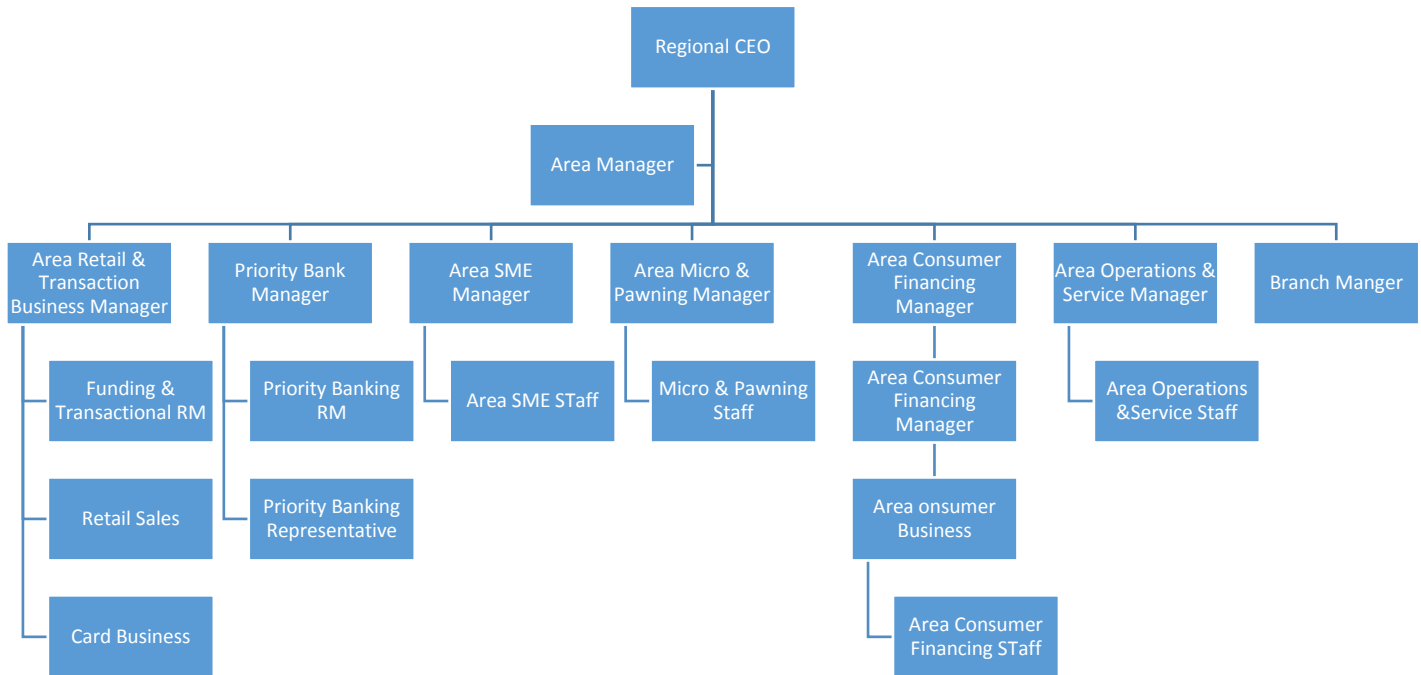 Regional CEO
Area Manager
Area Retail &
Transaction
Business Manager
Priority Bank
Manager
Area SME
Manager
Area Micro &
Pawning Manager
Area Consumer
Financing
Manager
Area Operations &
Service Manager
Branch Manger
Funding &
Transactional RM
Priority Banking
RM
Area SME STaff
Micro & Pawning
Staff
Area Consumer
Financing
Manager
Area Operations
&Service Staff
Retail Sales
Priority Banking
Representative
Area onsumer
Business
Card Business
Area Consumer
Financing STaff